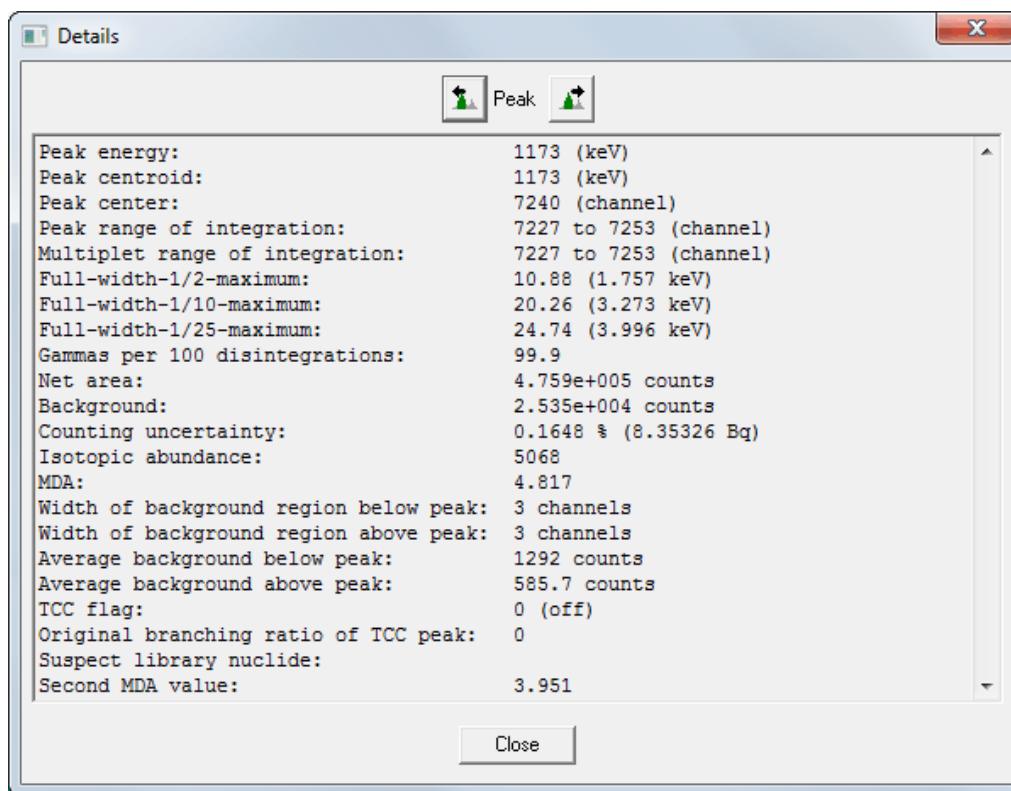 Details
Peak
Peak energy: 1173 (keV)
Peak centroid: 1173 (keV)
Peak center: 7240 (channel)
Peak range of integration: 7227 to 7253 (channel)
Multiplet range of integration: 7227 to 7253 (channel)
Full-width-1/2-maximum: 10.88 (1.757 keV)
Full-width-1/10-maximum: 20.26 (3.273 keV)
Full-width-1/25-maximum: 24.74 (3.996 keV)
Gammas per 100 disintegrations: 99.9
Net area: 4.759e+005 counts
Background: 2.535e+004 counts
Counting uncertainty: 0.1648 % (8.35326 Bq)
Isotopic abundance: 5068
MDA: 4.817
Width of background region below peak: 3 channels
Width of background region above peak: 3 channels
Average background below peak: 1292 counts
Average background above peak: 585.7 counts
TCC flag: 0 (off)
Original branching ratio of TCC peak: 0
Suspect library nuclide:
Second MDA value: 3.951
Close